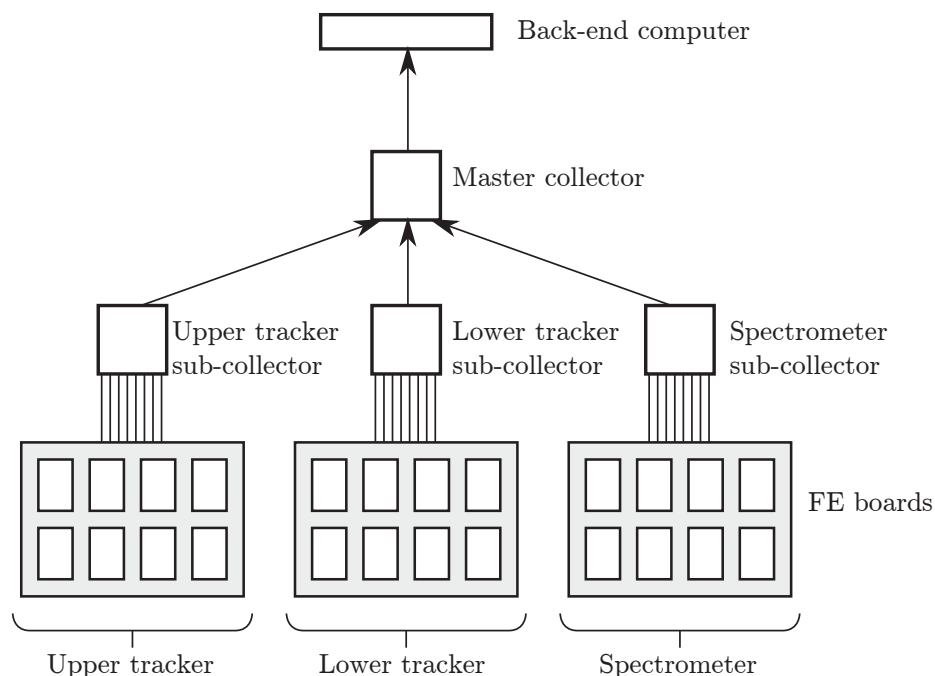 Back-end computer
Master collector
Upper tracker
sub-collector
Lower tracker
sub-collector
Spectrometer
sub-collector
FE boards
Upper tracker
Lower tracker
Spectrometer